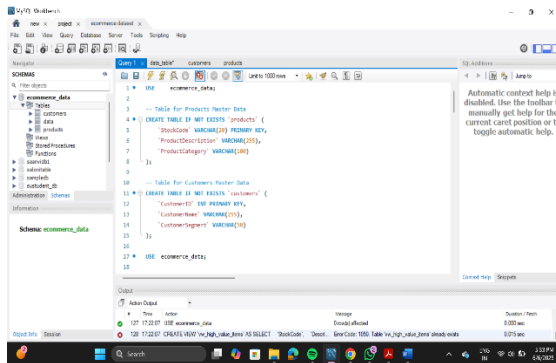 MySQL Workbench
new x project x ecommerce dataset x
File Edit View Query Database Server Tools Scripting Help
Navigator
SCHEMAS
Filter objects
ecommerce_data
Tables
customers
data
products
Views
Stored Procedures
Functions
sampledb
Administration Schemas
Information
Schema: ecommerce_data
Object Info Session
Query 1 x data_table* customers products
Limit to 1000 rows
1 USE ecommerce_data;
2
3 -- Table for Products Master Data
4 CREATE TABLE IF NOT EXISTS `products` (
5 `StockCode` VARCHAR(20) PRIMARY KEY,
6 `ProductDescription` VARCHAR(255),
7 `ProductCategory` VARCHAR(100)
8 );
9
10 -- Table for Customers Master Data
11 CREATE TABLE IF NOT EXISTS `customers` (
12 `CustomerID` INT PRIMARY KEY,
13 `CustomerName` VARCHAR(255),
14 `CustomerSegment` VARCHAR(50)
15 );
16
17 USE ecommerce_data;
18
SQL Additions
Jump to
Automatic context help is
disabled. Use the toolbar
manually get help for the
current caret position or
toggle automatic help.
Context Help Snippets
Output
Action Output
# Time Action Message Duration / Fetch
127 17:22:07 USE ecommerce_data 0 row(s) affected 0.000 sec
128 17:22:07 CREATE VIEW `vw_high_value_items` AS SELECT `StockCode`, `Descri... Error Code: 1050. Table 'vw_high_value_items' already exists 0.015 sec
Search
ENG
IN